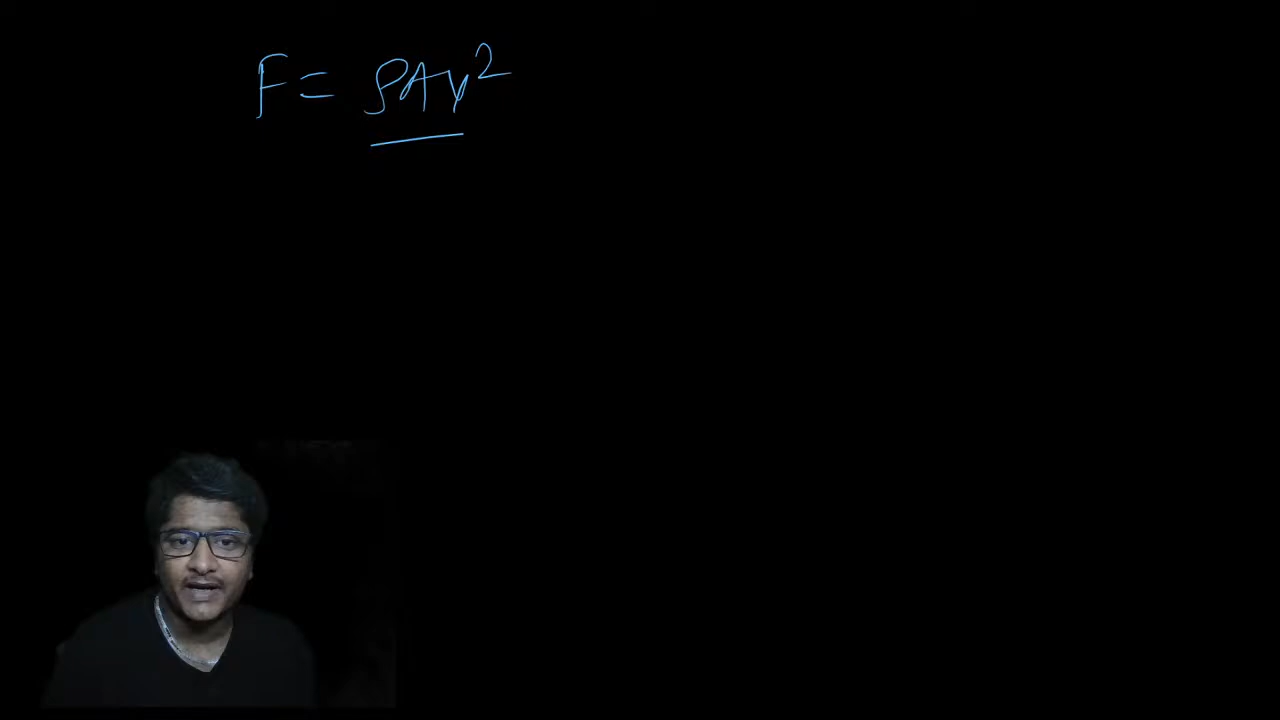 F = ρAv²